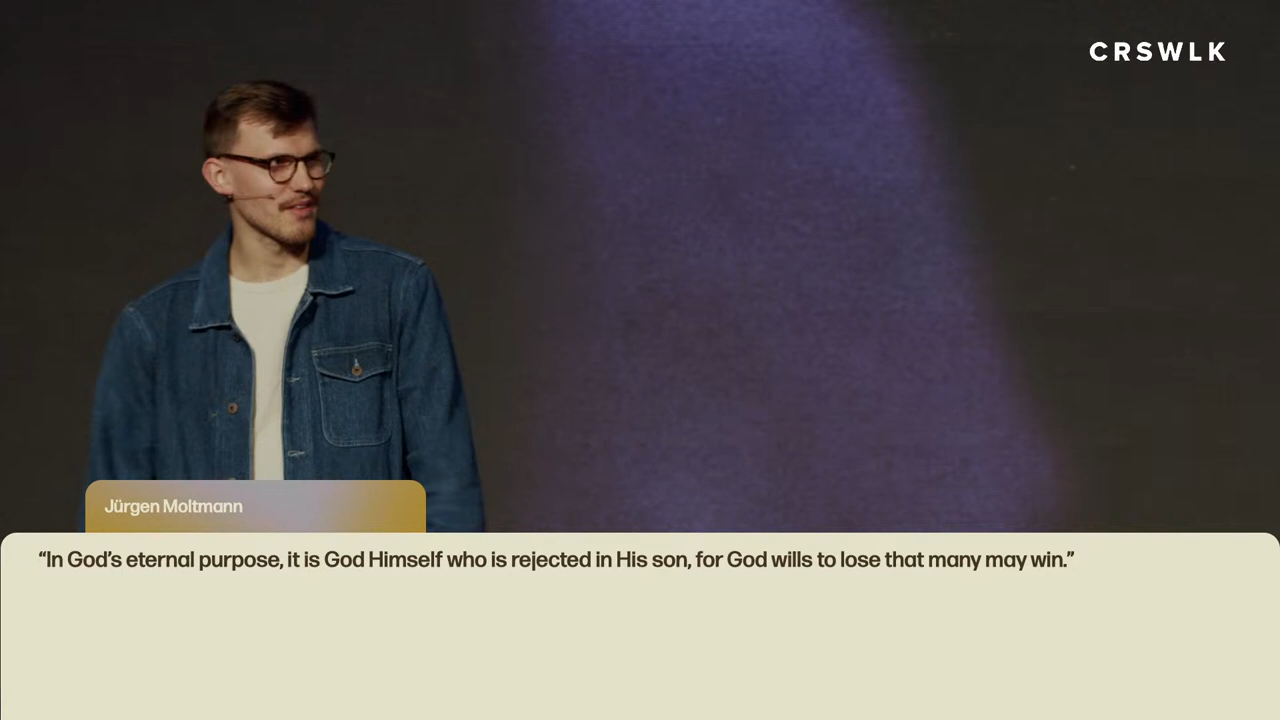 CRSWLK
Jürgen Moltmann
“In God’s eternal purpose, it is God Himself who is rejected in His son, for God wills to lose that many may win.”